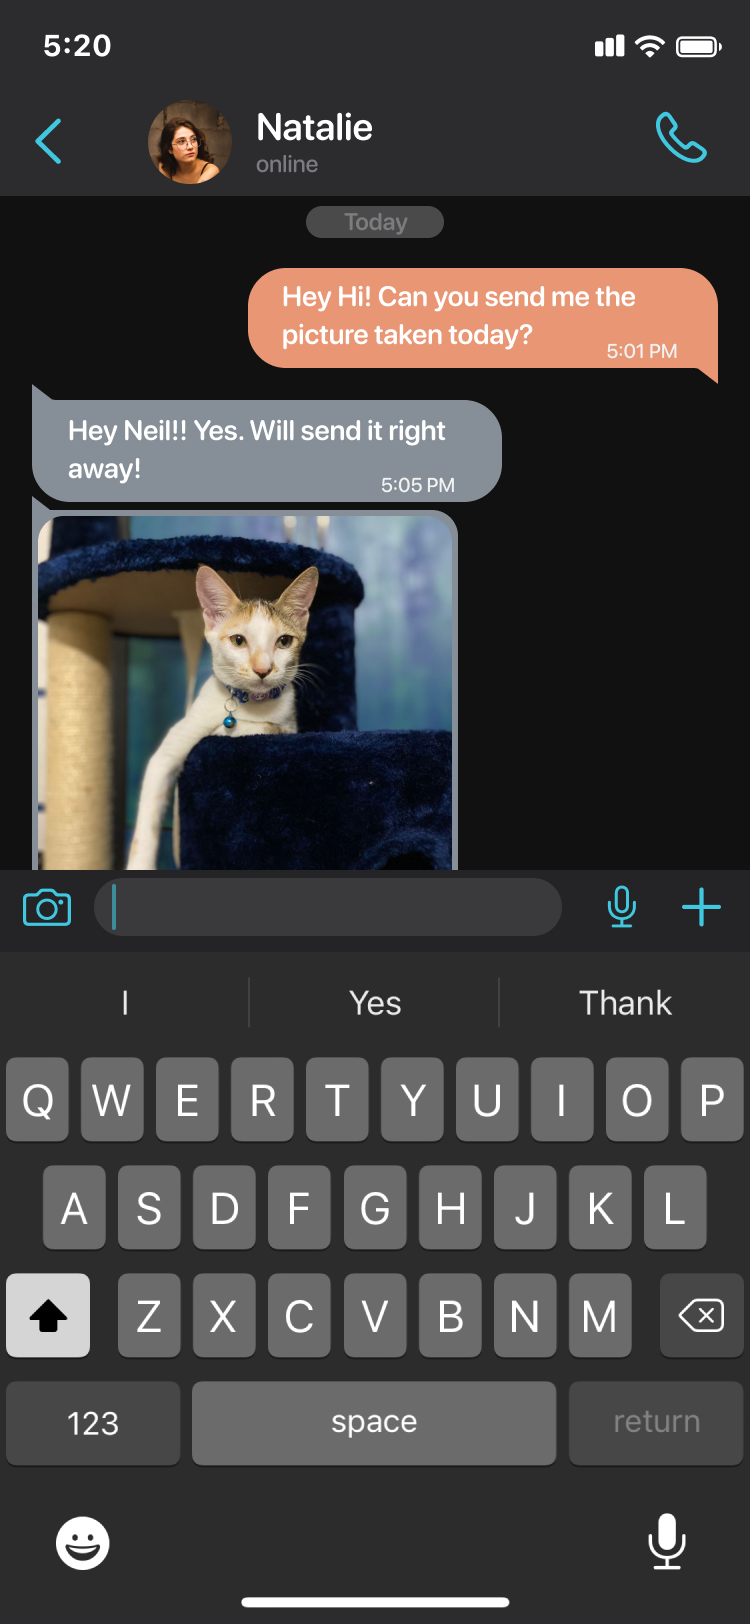 5:20
Natalie
online
Today
Hey Hi! Can you send me the
picture taken today?
5:01 PM
Hey Neil!! Yes. Will send it right
away!
5:05 PM
I
Yes
Thank
Q W E R T Y U I O P
A S D F G H J K L
Z X C V B N M
123
space
return